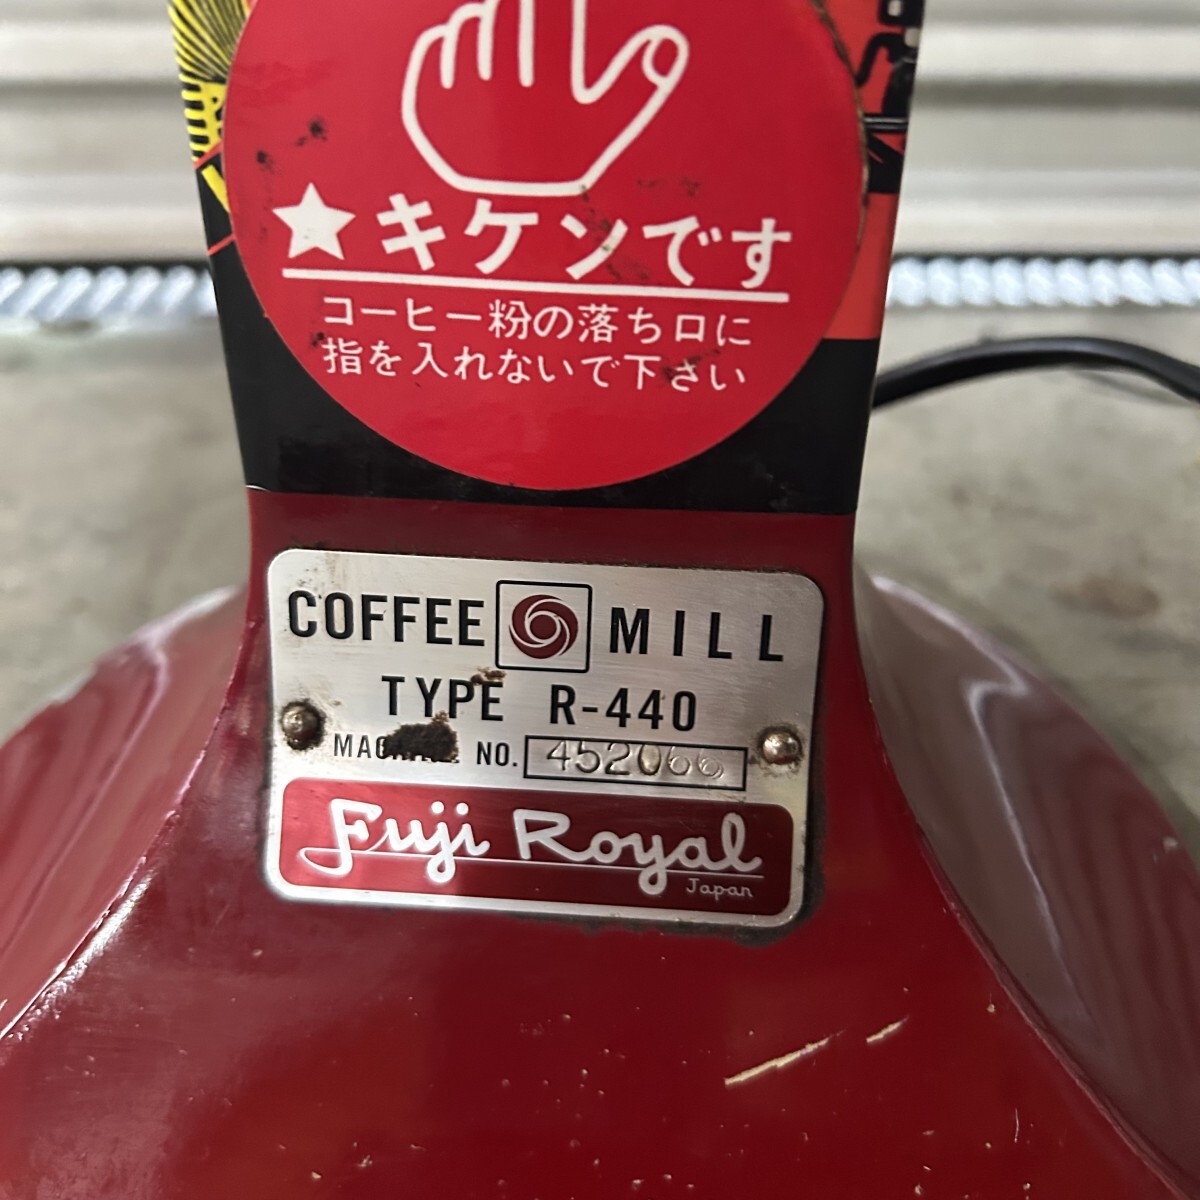 ★キケンです
コーヒー粉の落ち口に
指を入れないで下さい
COFFEE MILL
TYPE R-440
NO. 452066
Fuji Royal
Japan